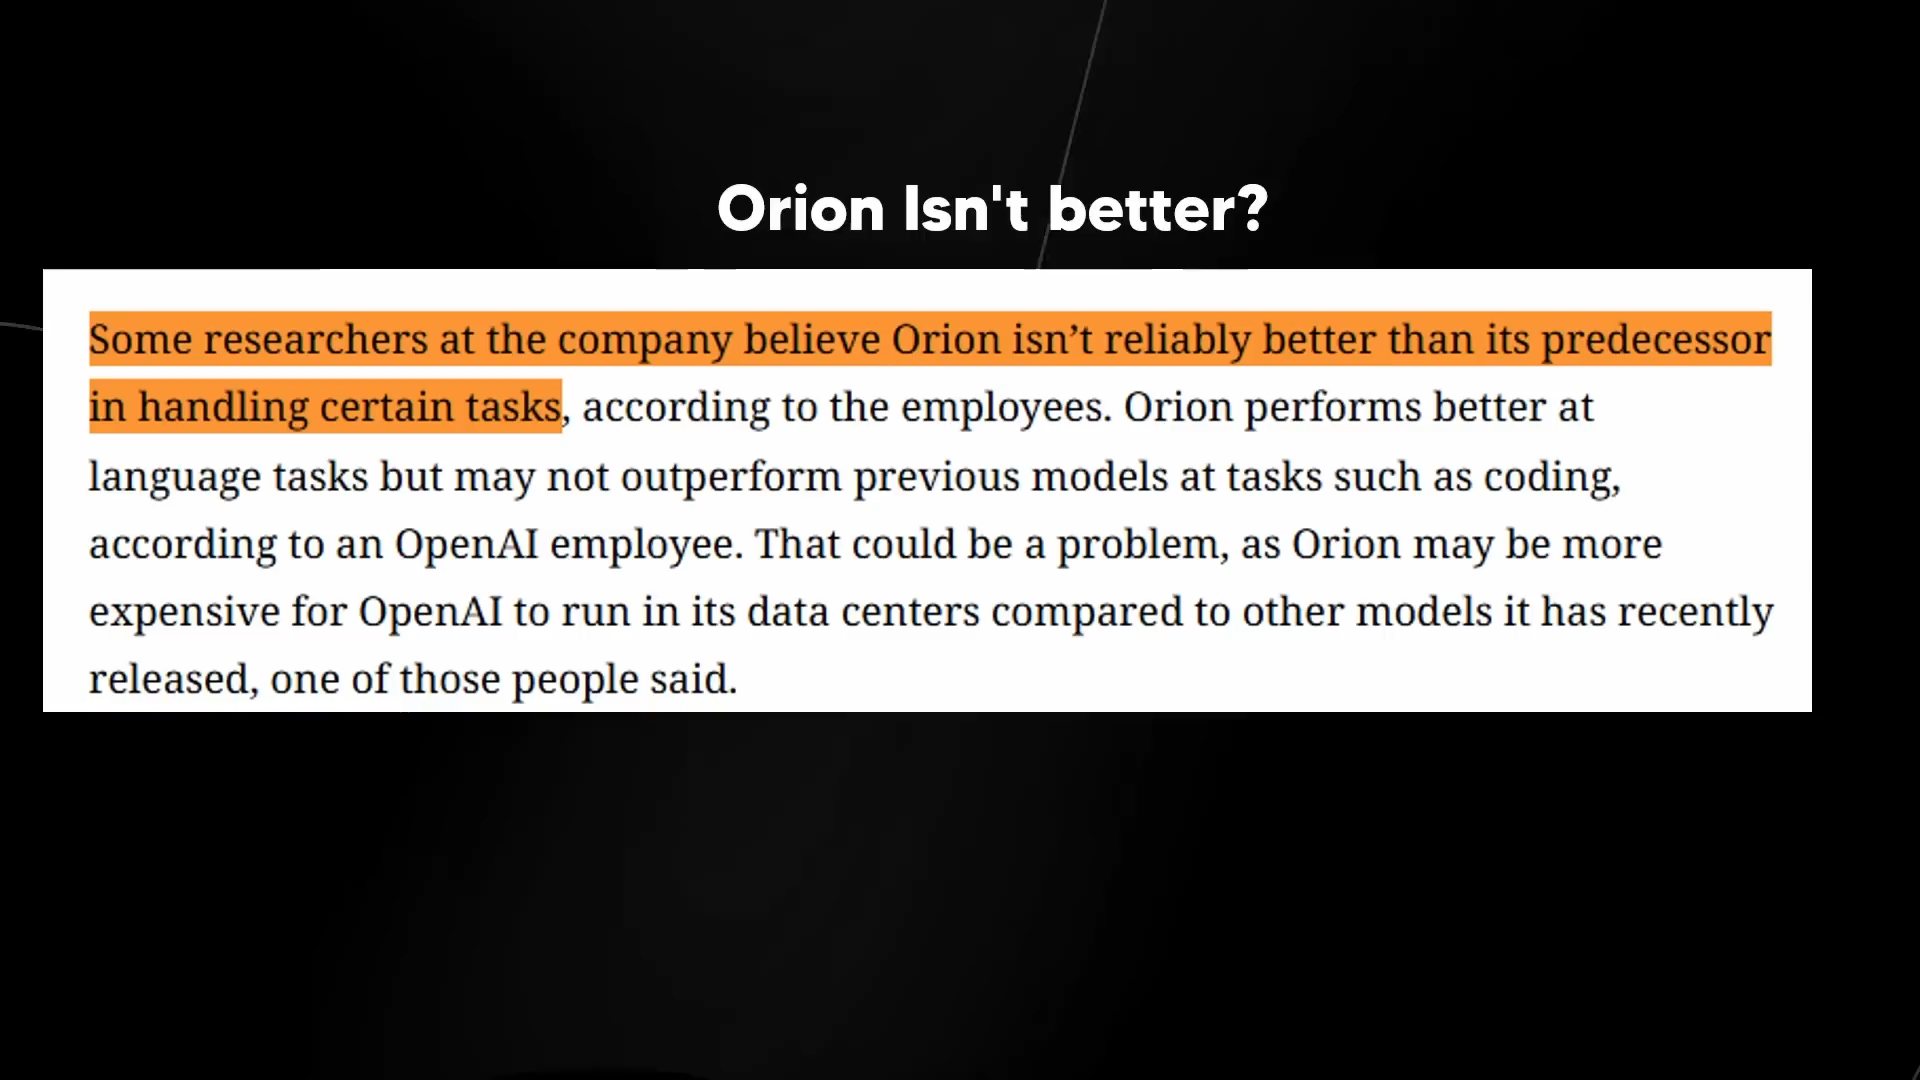 Orion Isn't better?
Some researchers at the company believe Orion isn’t reliably better than its predecessor
in handling certain tasks, according to the employees. Orion performs better at
language tasks but may not outperform previous models at tasks such as coding,
according to an OpenAI employee. That could be a problem, as Orion may be more
expensive for OpenAI to run in its data centers compared to other models it has recently
released, one of those people said.